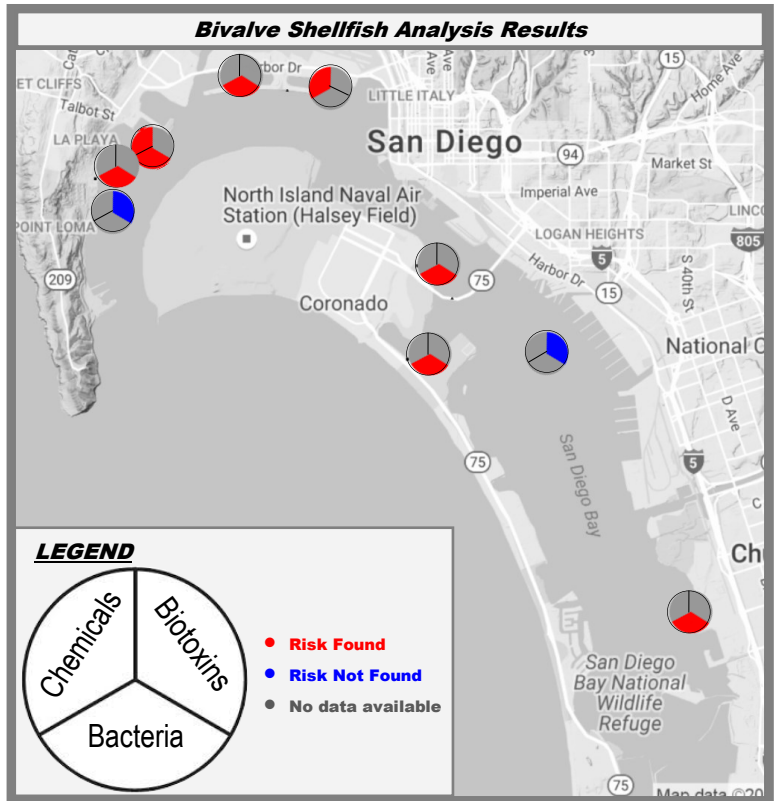 Bivalve Shellfish Analysis Results
ET CLIFFS
Cat
rbor Dr
Ave
Ave
15
Home Ave
Talbot St
LITTLE ITALY
LA PLAYA
San Diego
94
Market St
North Island Naval Air
Station (Halsey Field)
Imperial Ave
LINCO
POINT LOMA
LOGAN HEIGHTS
5
805
209
Harbor Dr
75
15
S 40th St
Coronado
National C
D Ave
75
5
San Diego Bay
C
Chu
San Diego
Bay National
Wildlife
Refuge
75
Map data ©20
LEGEND
Chemicals
Biotoxins
Bacteria
Risk Found
Risk Not Found
No data available